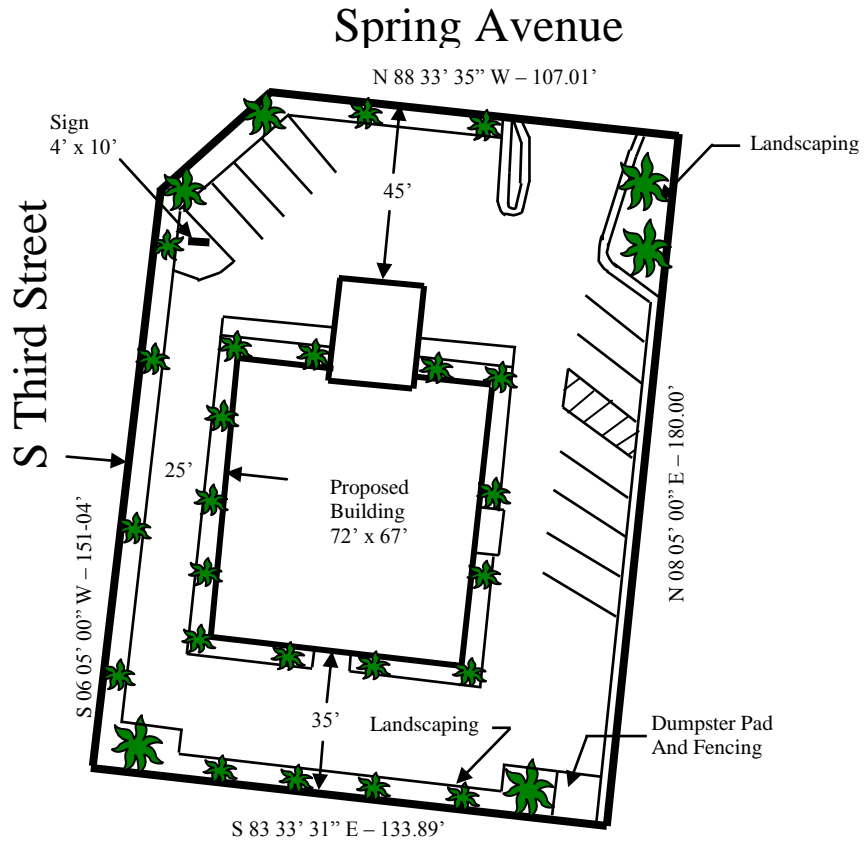 Spring Avenue
N 88 33’ 35” W – 107.01’
Sign
4’ x 10’
Landscaping
45’
S Third Street
25’
Proposed
Building
72’ x 67’
N 08 05’ 00” E – 180.00’
S 06 05’ 00” W – 151-04’
35’
Landscaping
Dumpster Pad
And Fencing
S 83 33’ 31” E – 133.89’